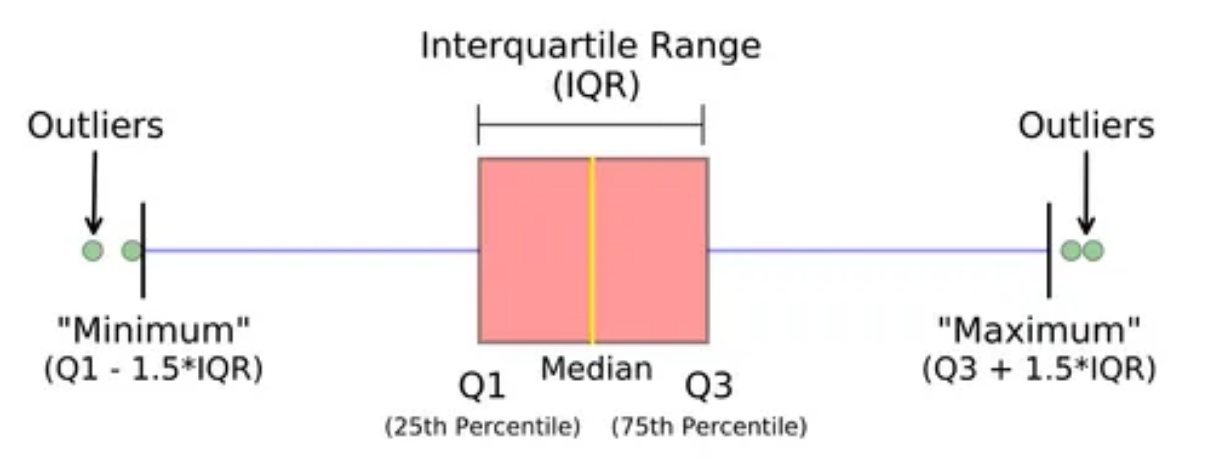 Interquartile Range
(IQR)
Outliers
Outliers
"Minimum"
(Q1 - 1.5*IQR)
"Maximum"
(Q3 + 1.5*IQR)
Q1
Median
Q3
(25th Percentile)
(75th Percentile)